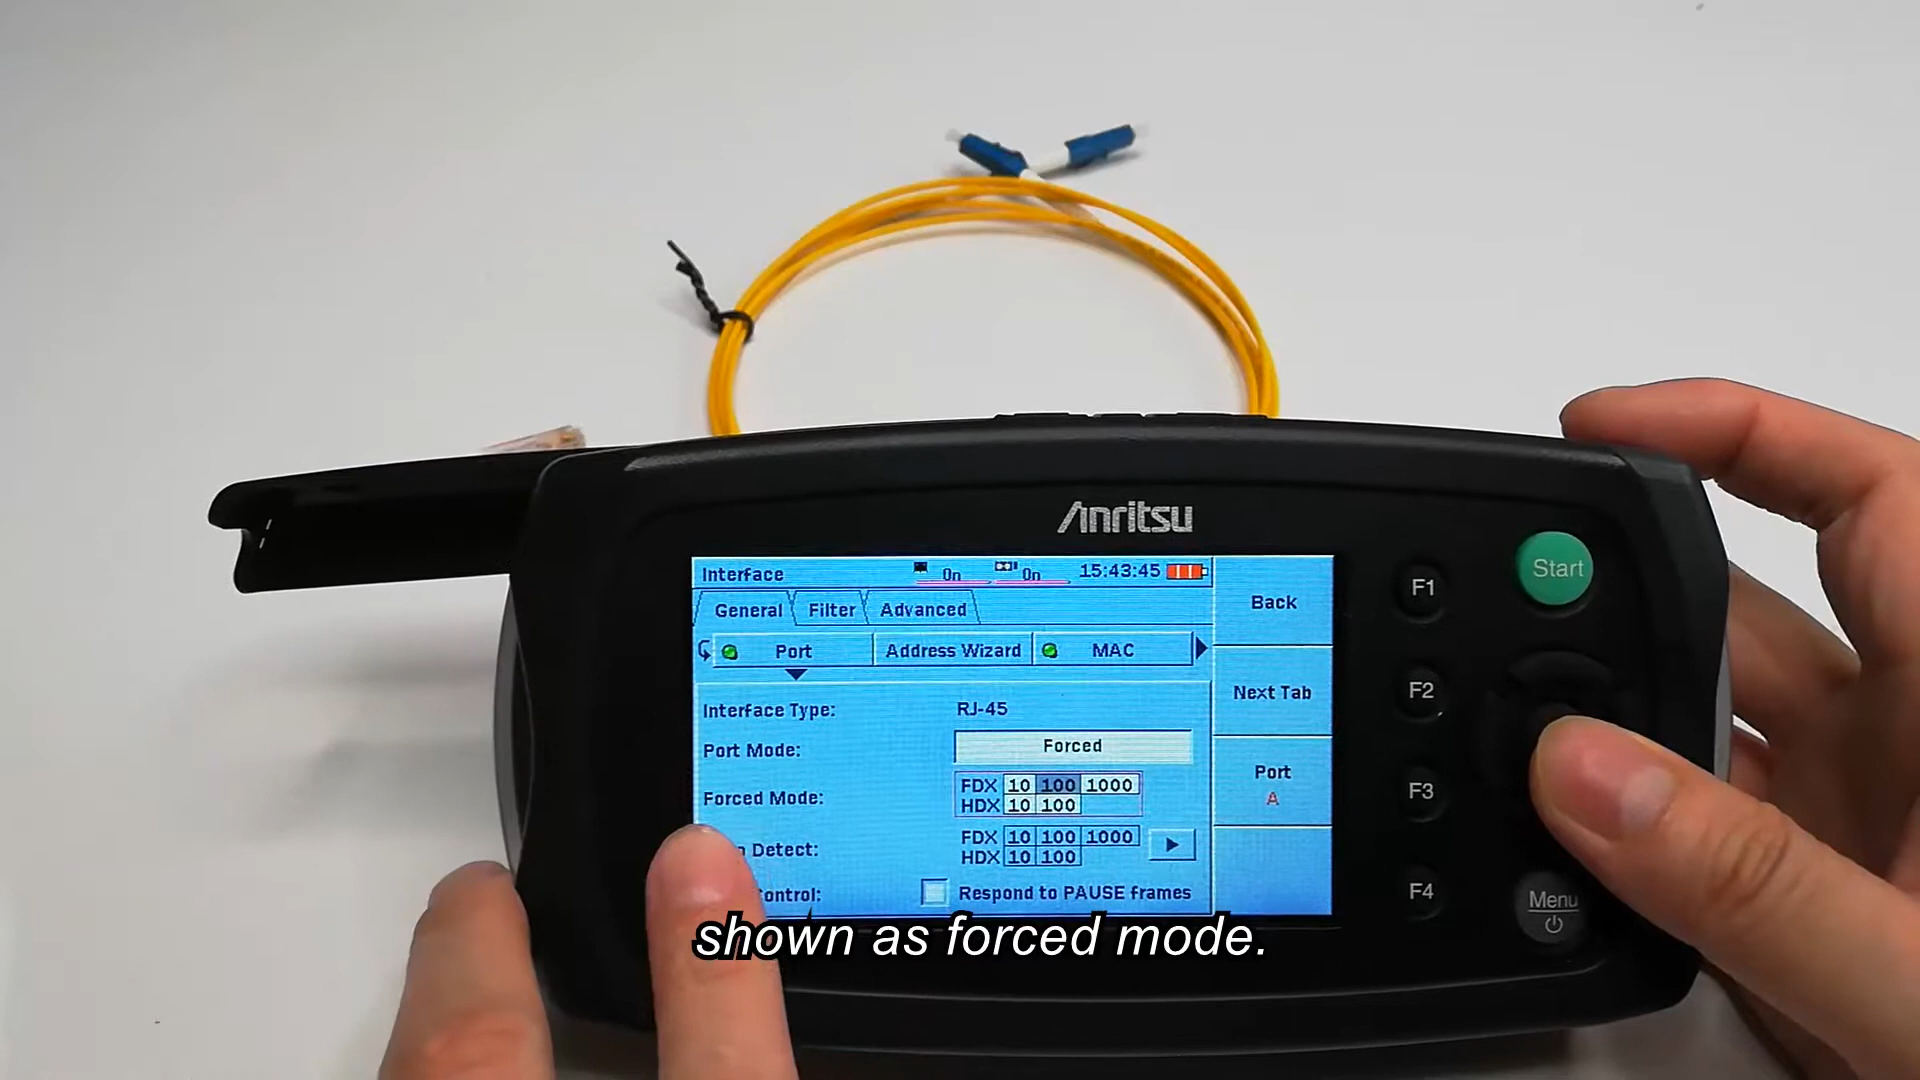 Anritsu
Interface
On
On
15:43:45
General
Filter
Advanced
Port
Address Wizard
MAC
Interface Type:
RJ-45
Port Mode:
Forced
Forced Mode:
FDX 10 100 1000
HDX 10 100
Detect:
FDX 10 100 1000
HDX 10 100
Respond to PAUSE frames
Back
Next Tab
Port
A
F1
F2
F3
F4
Start
Menu
shown as forced mode.